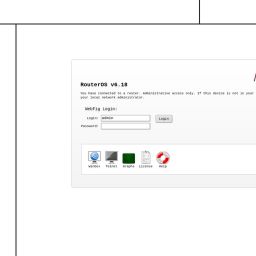 RouterOS v6.18
You have connected to a router. Administrative access only. If this device is not in your
your local network administrator.
WebFig Login:
Login: admin Login
Password:
Winbox Telnet Graphs License Help